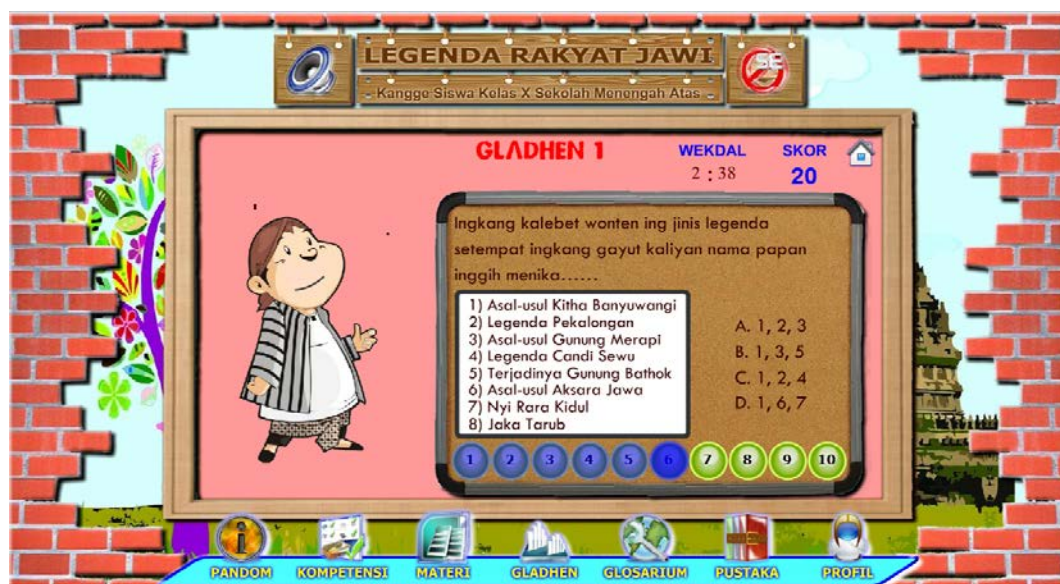 LEGENDA RAKYAT JAWI
Kangge Siswa Kelas X Sekolah Menengah Atas
SE
GLADHEN 1
WEKDAL
2 : 38
SKOR
20
Ingkang kalebet wonten ing jinis legenda
setempat ingkang gayut kaliyan nama papan
inggih menika......
1) Asal-usul Kitha Banyuwangi
2) Legenda Pekalongan
3) Asal-usul Gunung Merapi
4) Legenda Candi Sewu
5) Terjadinya Gunung Bathok
6) Asal-usul Aksara Jawa
7) Nyi Rara Kidul
8) Jaka Tarub
A. 1, 2, 3
B. 1, 3, 5
C. 1, 2, 4
D. 1, 6, 7
1 2 3 4 5 6 7 8 9 10
PANDOM KOMPETENSI MATERI GLADHEN GLOSARIUM PUSTAKA PROFIL